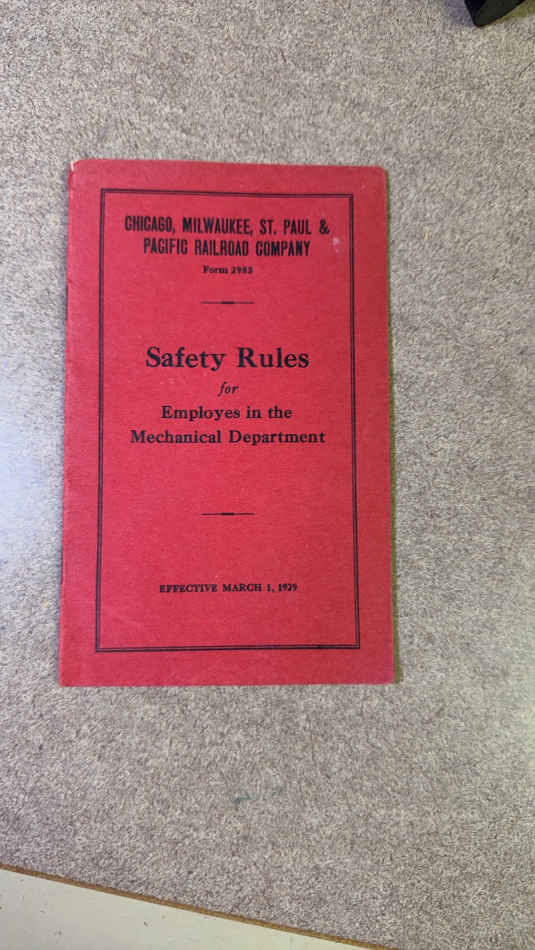 CHICAGO, MILWAUKEE, ST. PAUL &
PACIFIC RAILROAD COMPANY
Form 2983
Safety Rules
for
Employes in the
Mechanical Department
EFFECTIVE MARCH 1, 1929